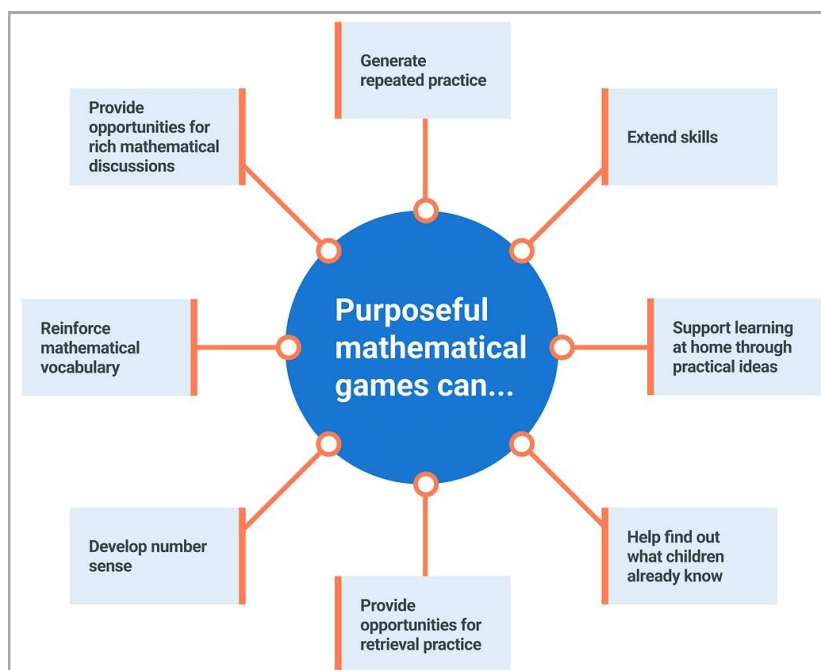 Purposeful
mathematical
games can...
Generate
repeated practice
Extend skills
Support learning
at home through
practical ideas
Help find out
what children
already know
Provide
opportunities for
retrieval practice
Develop number
sense
Reinforce
mathematical
vocabulary
Provide
opportunities for
rich mathematical
discussions